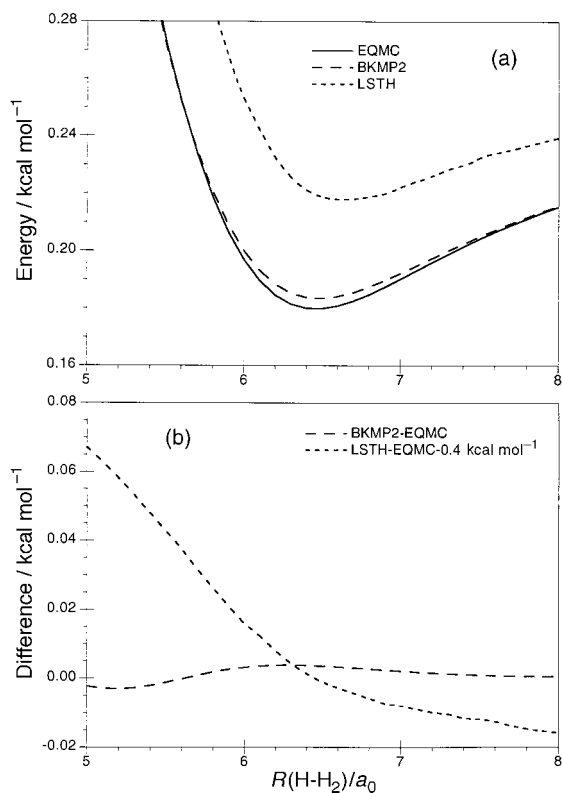 0.28
EQMC
BKMP2
LSTH
(a)
0.24
0.20
0.16
Energy / kcal mol⁻¹
5
6
7
8
0.08
(b)
BKMP2-EQMC
LSTH-EQMC-0.4 kcal mol⁻¹
0.06
0.04
0.02
0.00
-0.02
Difference / kcal mol⁻¹
5
6
7
8
R(H-H₂)/a₀